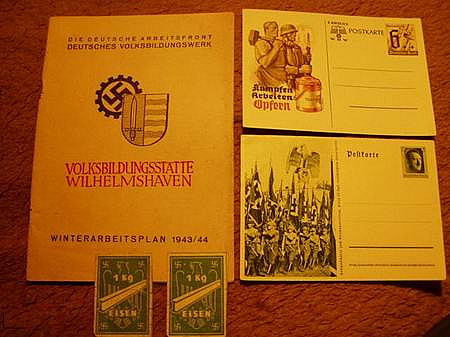 DIE DEUTSCHE ARBEITSFRONT
DEUTSCHES VOLKSBILDUNGSWERK
VOLKSBILDUNGSSTÄTTE
WILHELMSHAVEN
WINTERARBEITSPLAN 1943/44
Kämpfen
Arbeiten
Opfern
POSTKARTE
6
Postkarte
1 Kg
EISEN
1 Kg
EISEN